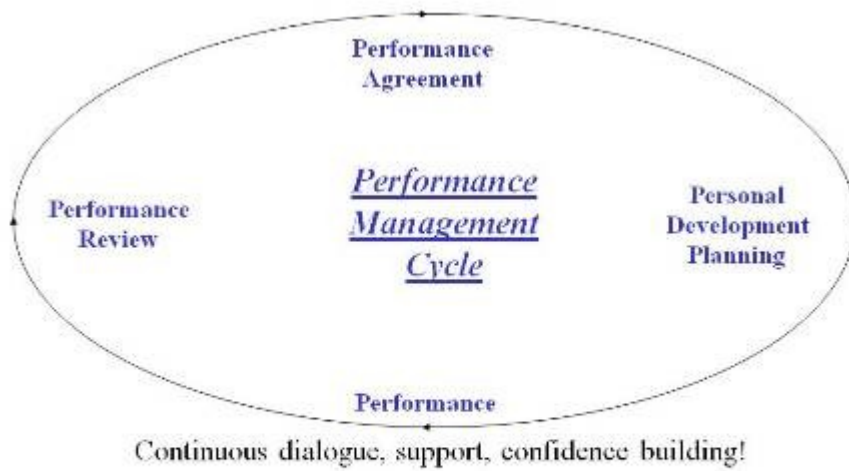 Performance
Agreement
Performance
Management
Cycle
Performance
Review
Personal
Development
Planning
Performance
Continuous dialogue, support, confidence building!